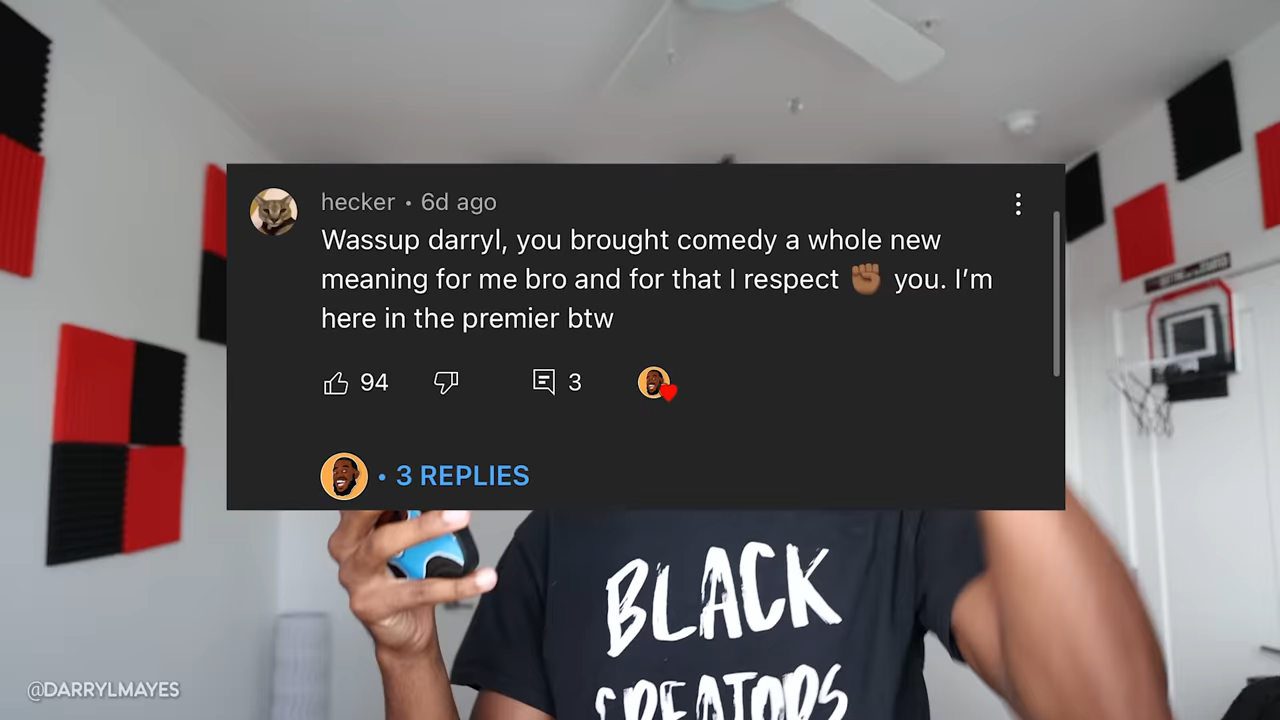 hecker • 6d ago
Wassup darryl, you brought comedy a whole new
meaning for me bro and for that I respect ✊🏾 you. I’m
here in the premier btw
94
3
• 3 REPLIES
BLACK
CREATORS
@DARRYLMAYES